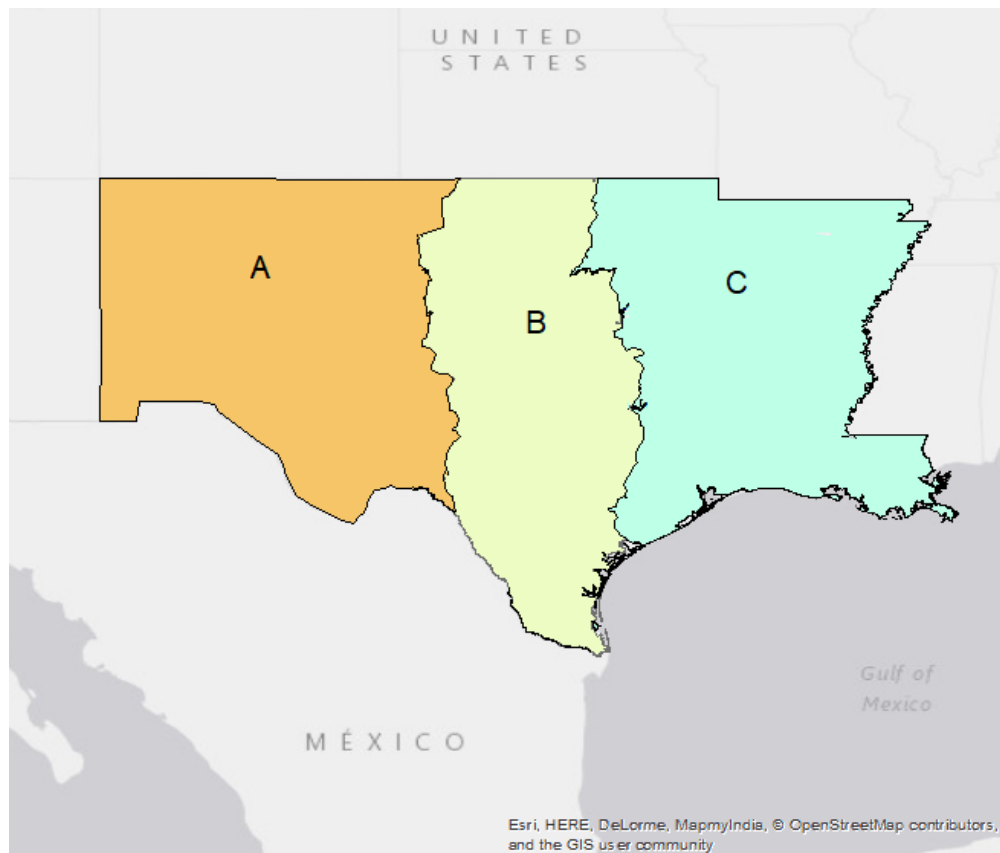 UNITED
STATES
A
B
C
Gulf of
Mexico
MÉXICO
Esri, HERE, DeLorme, MapmyIndia, © OpenStreetMap contributors,
and the GIS user community